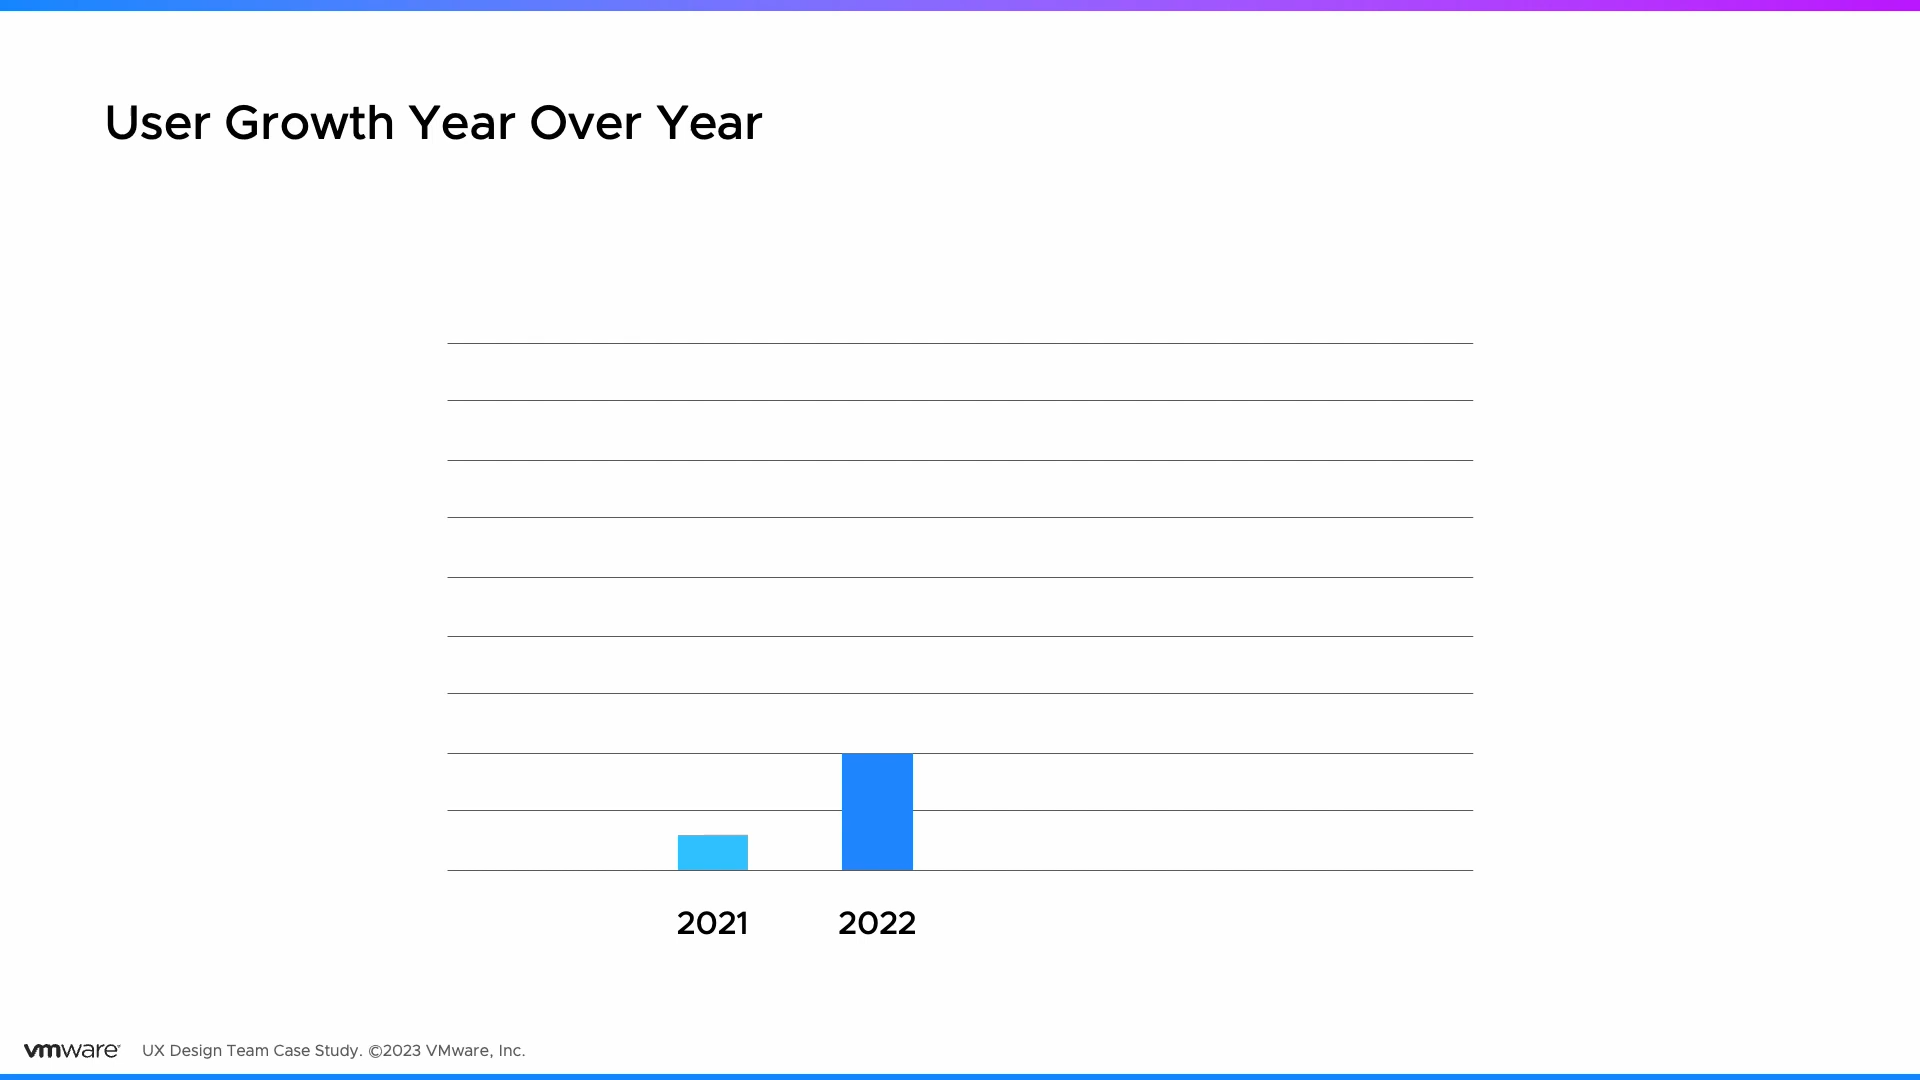 User Growth Year Over Year
2021 2022
vmware UX Design Team Case Study. ©2023 VMware, Inc.